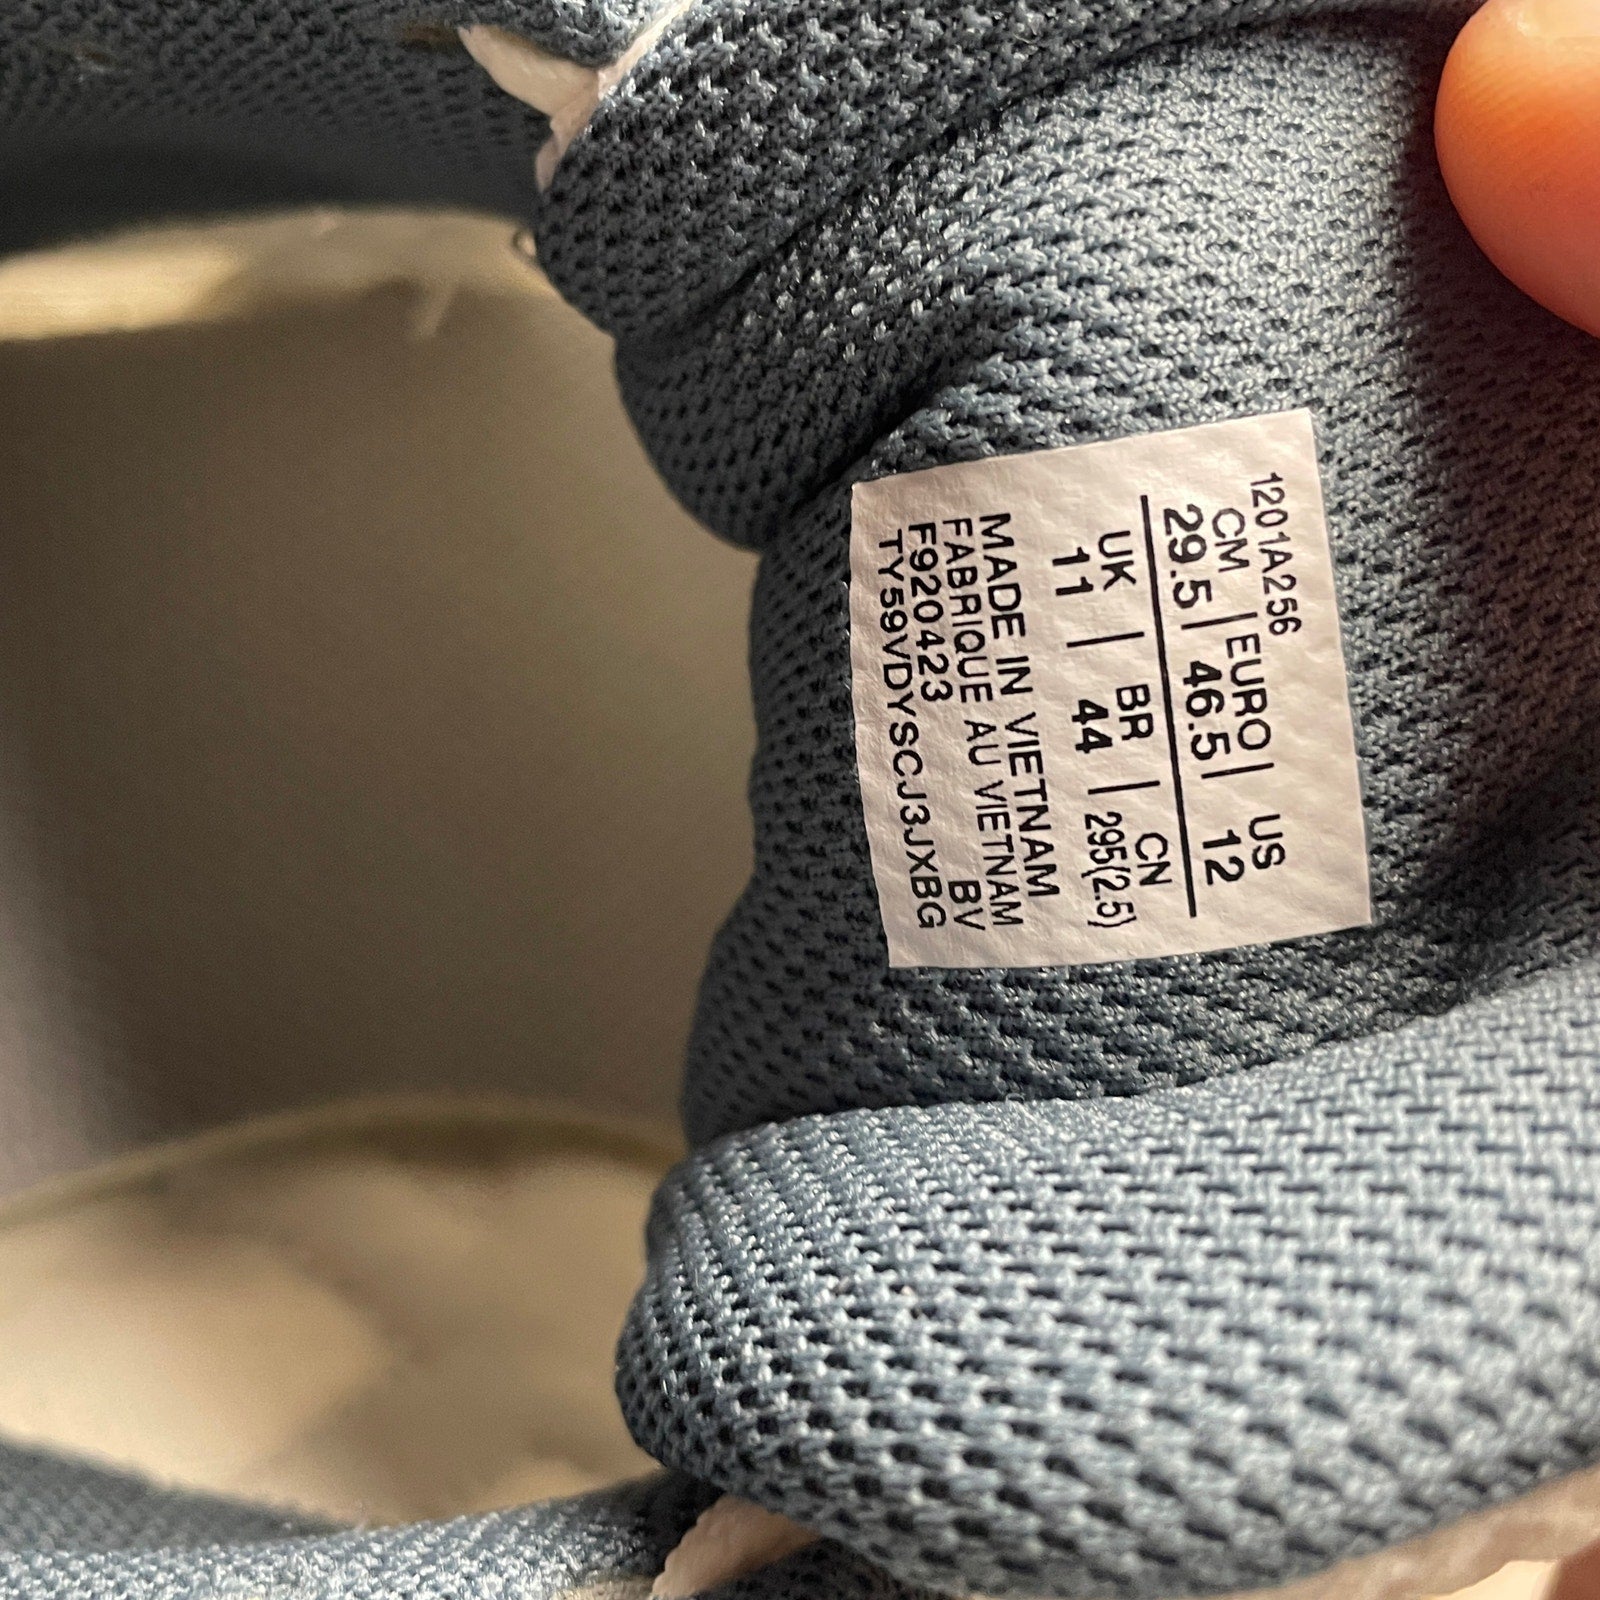 1201A256
CM | EURO | US
29.5 | 46.5 | 12
UK | BR | CN
11 | 44 | 295(2.5)
MADE IN VIETNAM
FABRIQUE AU VIETNAM
F920423 BV
TY59VDYSCJ3JXBG